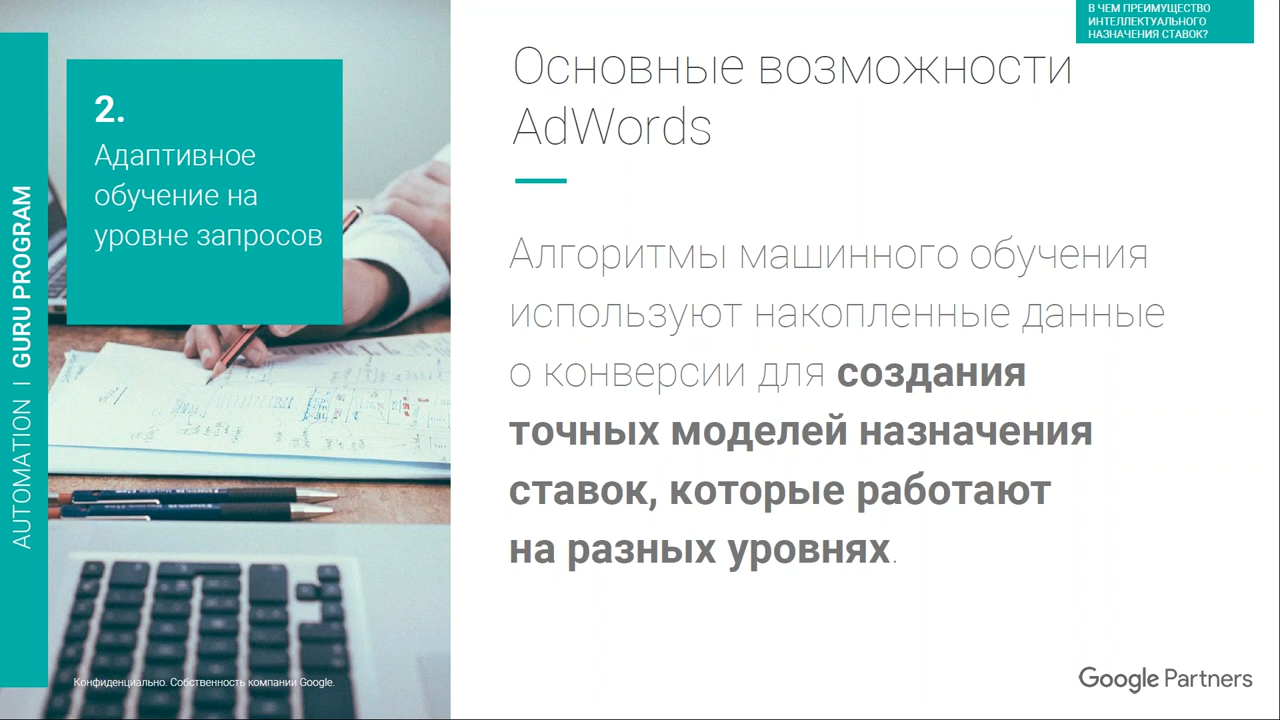 В ЧЕМ ПРЕИМУЩЕСТВО
ИНТЕЛЛЕКТУАЛЬНОГО
НАЗНАЧЕНИЯ СТАВОК?
AUTOMATION | GURU PROGRAM
2.
Адаптивное
обучение на
уровне запросов
Основные возможности
AdWords
Алгоритмы машинного обучения
используют накопленные данные
о конверсии для создания
точных моделей назначения
ставок, которые работают
на разных уровнях.
Конфиденциально. Собственность компании Google.
Google Partners